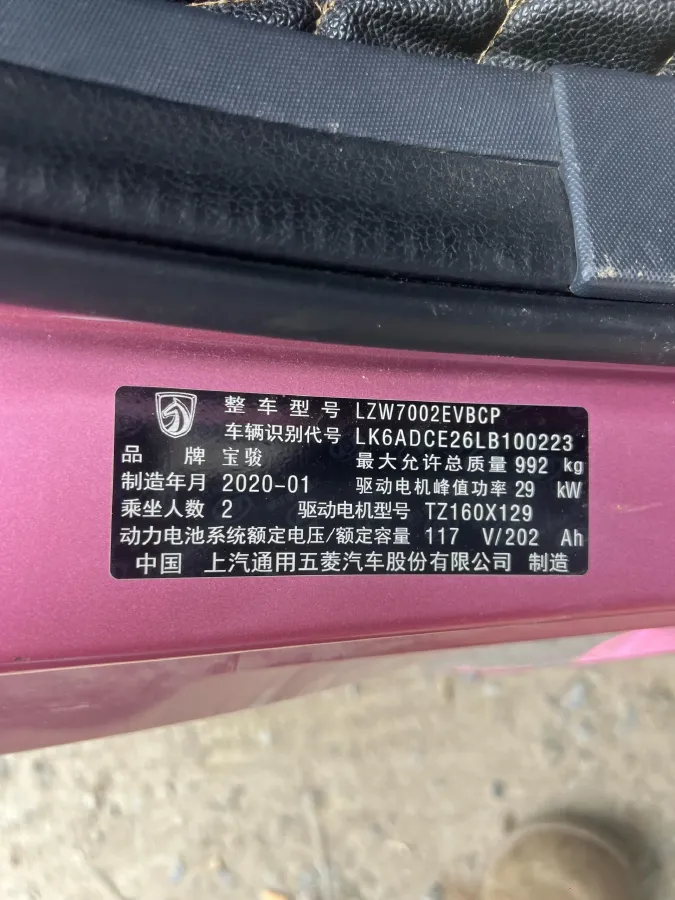 整车型号 LZW7002EVBCP
车辆识别代号 LK6ADCE26LB100223
品牌 宝骏 最大允许总质量 992 kg
制造年月 2020-01 驱动电机峰值功率 29 kW
乘坐人数 2 驱动电机型号 TZ160X129
动力电池系统额定电压/额定容量 117 V/202 Ah
中国 上汽通用五菱汽车股份有限公司 制造